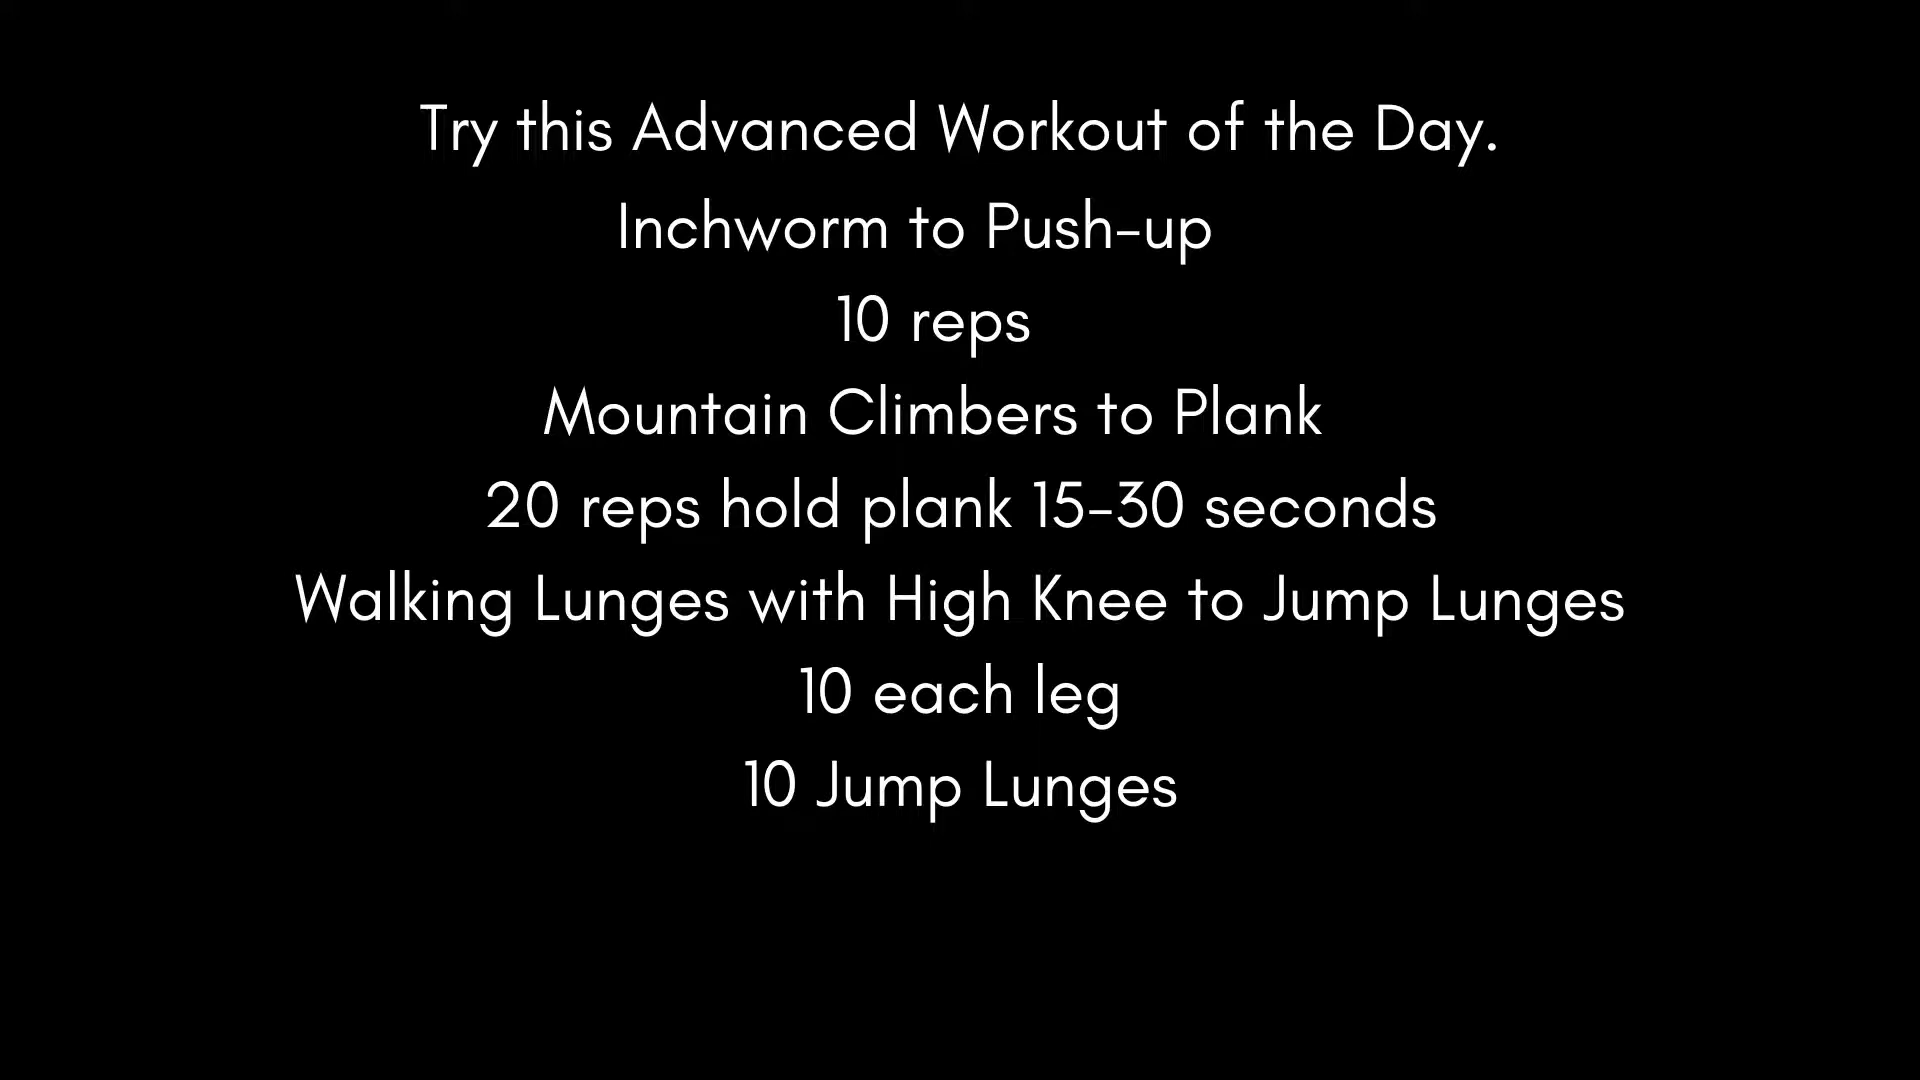 Try this Advanced Workout of the Day.
Inchworm to Push-up
10 reps
Mountain Climbers to Plank
20 reps hold plank 15-30 seconds
Walking Lunges with High Knee to Jump Lunges
10 each leg
10 Jump Lunges